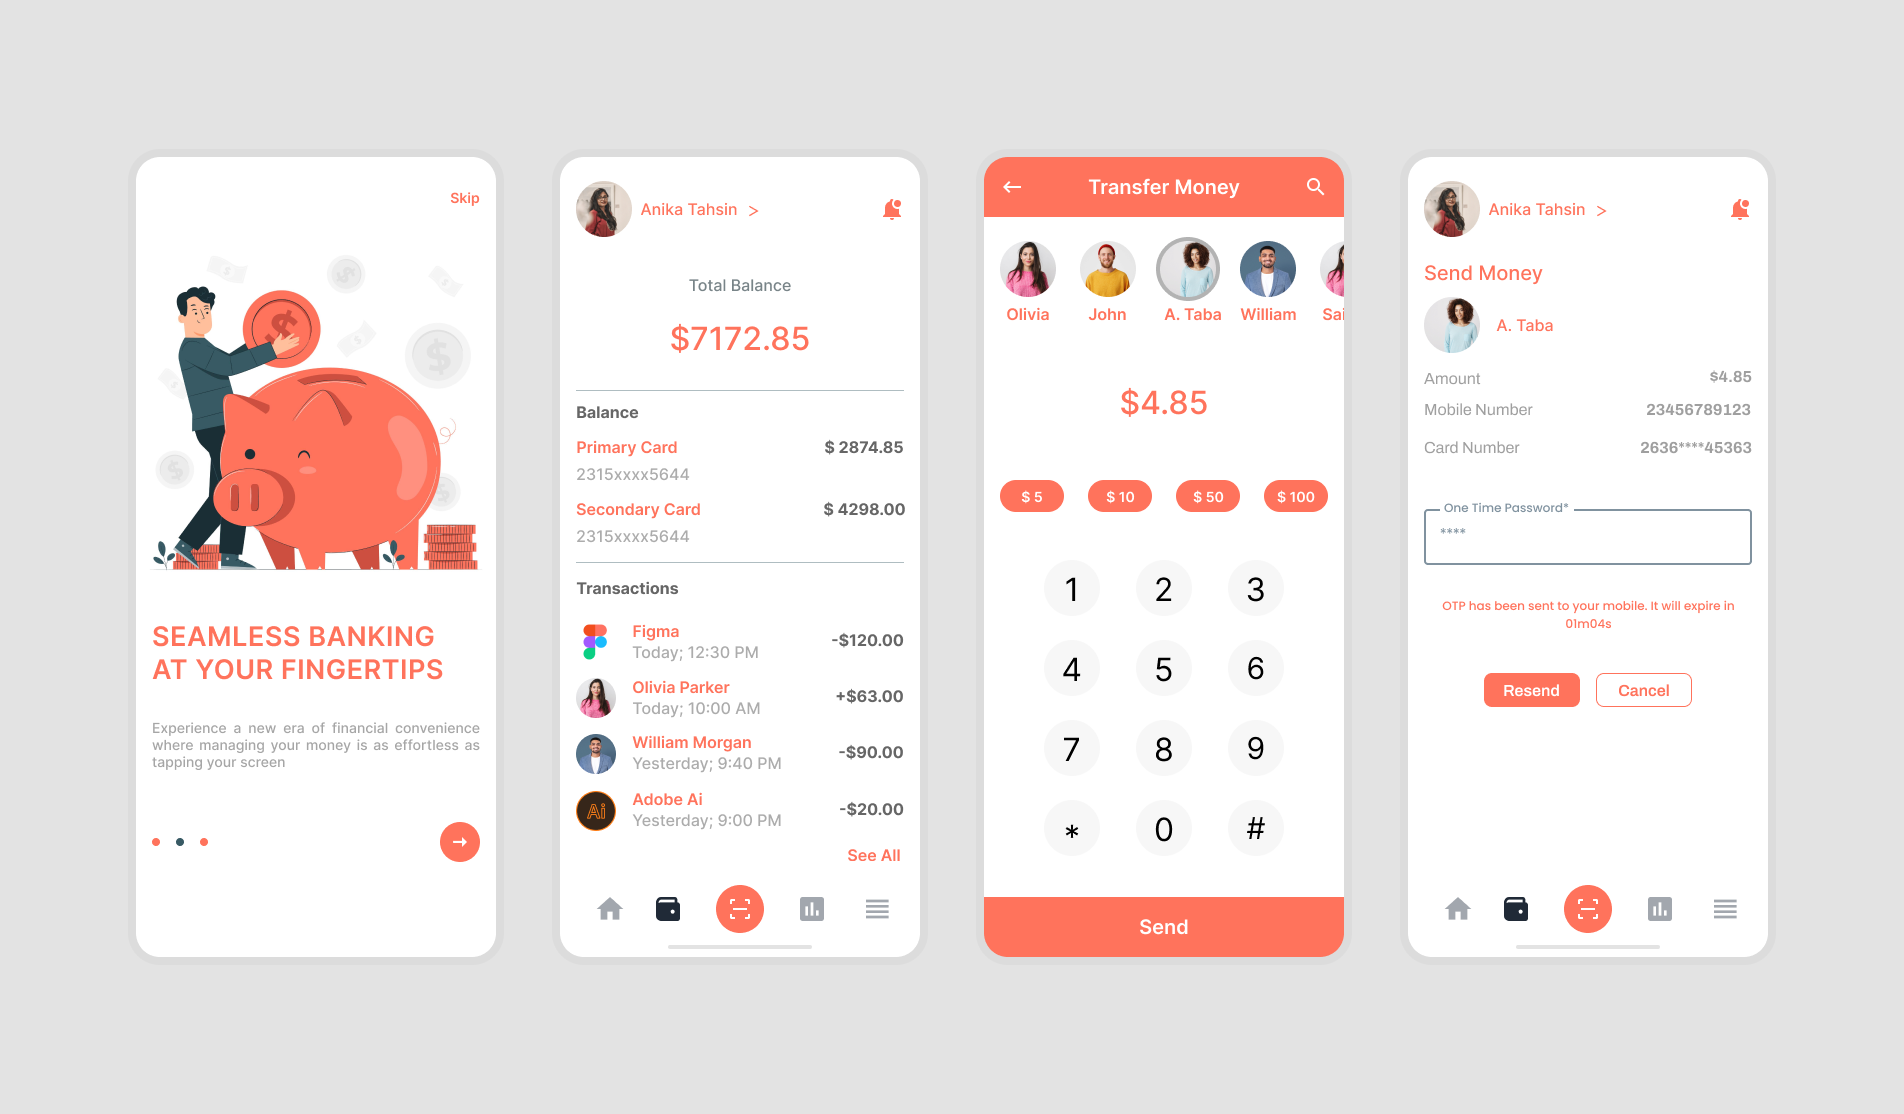 Skip
SEAMLESS BANKING
AT YOUR FINGERTIPS
Experience a new era of financial convenience
where managing your money is as effortless as
tapping your screen
Anika Tahsin >
Total Balance
$7172.85
Balance
Primary Card $ 2874.85
2315xxxx5644
Secondary Card $ 4298.00
2315xxxx5644
Transactions
Figma
Today; 12:30 PM -$120.00
Olivia Parker
Today; 10:00 AM +$63.00
William Morgan
Yesterday; 9:40 PM -$90.00
Ai
Adobe Ai
Yesterday; 9:00 PM -$20.00
See All
Transfer Money
Olivia John A. Taba William Sai
$4.85
$ 5 $ 10 $ 50 $ 100
1 2 3
4 5 6
7 8 9
* 0 #
Send
Anika Tahsin >
Send Money
A. Taba
Amount $4.85
Mobile Number 23456789123
Card Number 2636****45363
One Time Password*
****
OTP has been sent to your mobile. It will expire in
01m04s
Resend Cancel